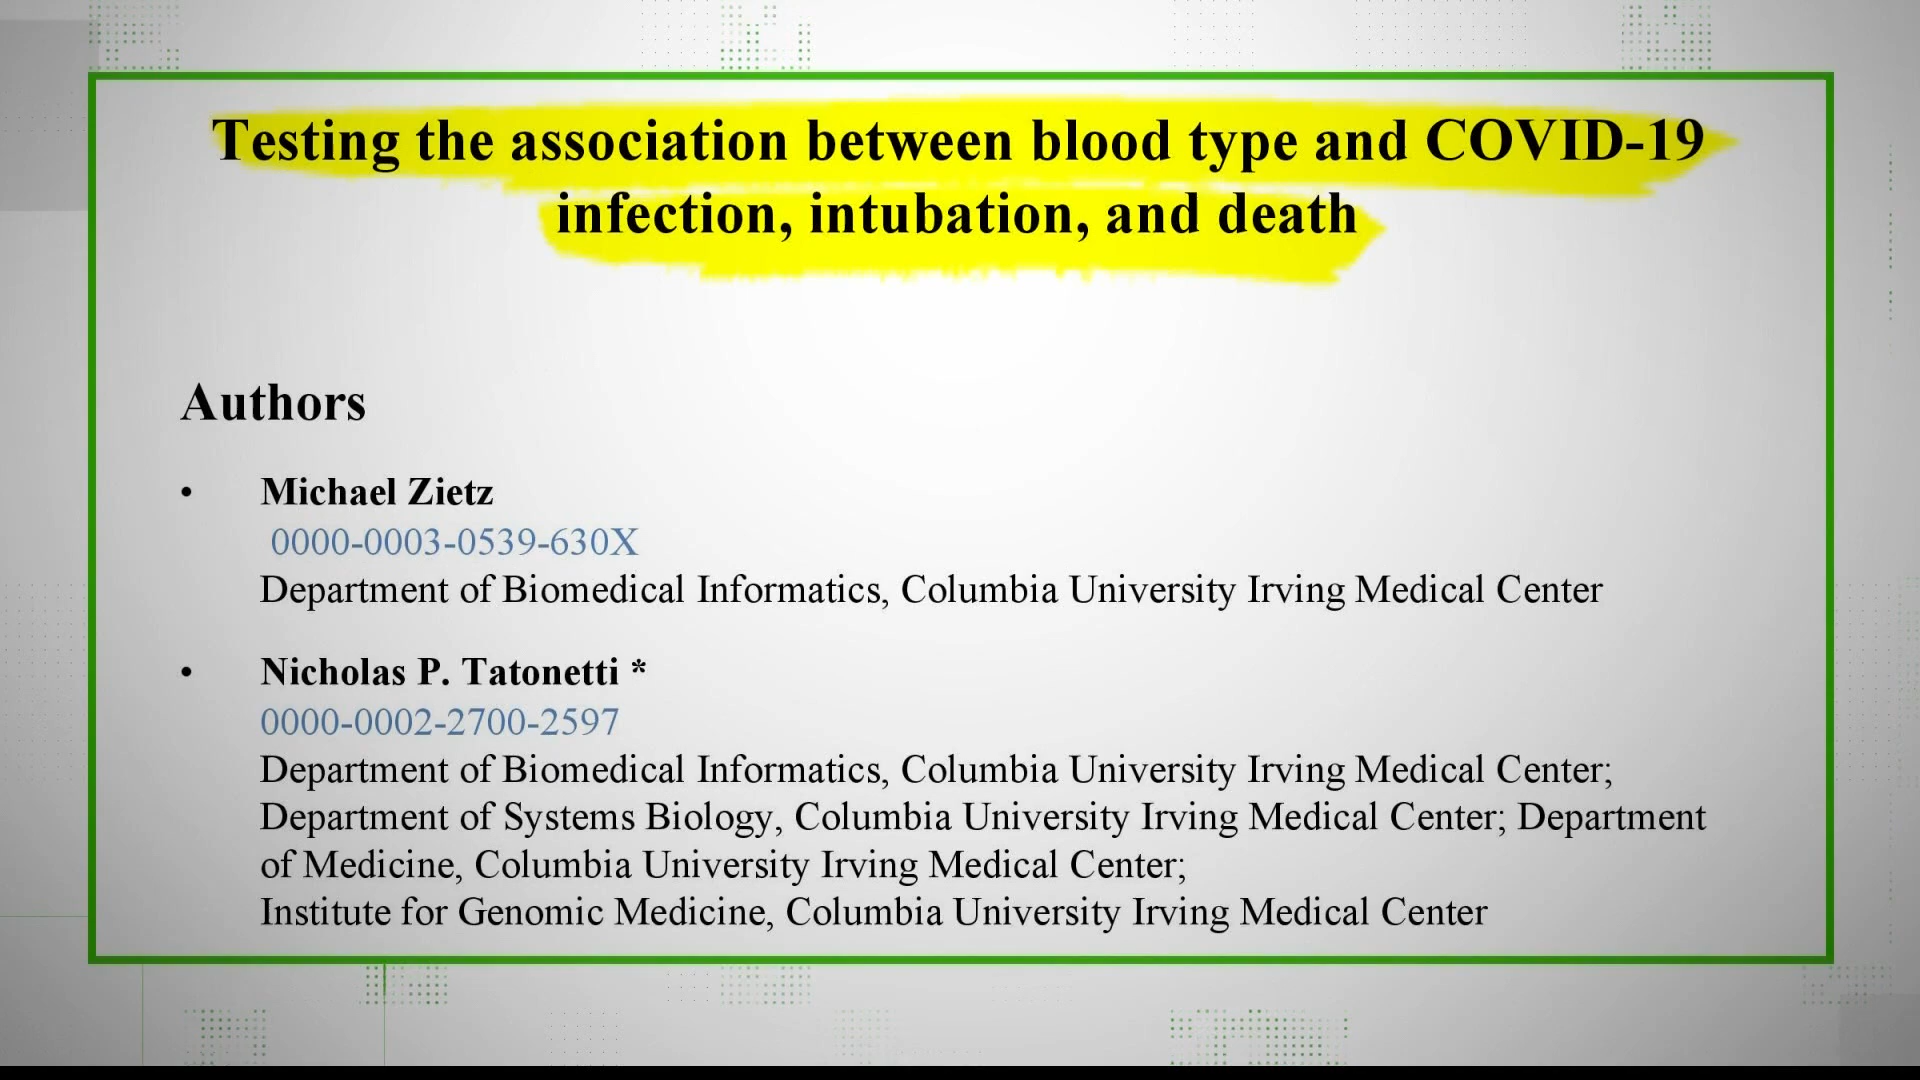 Testing the association between blood type and COVID-19
infection, intubation, and death
Authors
• Michael Zietz
0000-0003-0539-630X
Department of Biomedical Informatics, Columbia University Irving Medical Center
• Nicholas P. Tatonetti *
0000-0002-2700-2597
Department of Biomedical Informatics, Columbia University Irving Medical Center;
Department of Systems Biology, Columbia University Irving Medical Center; Department
of Medicine, Columbia University Irving Medical Center;
Institute for Genomic Medicine, Columbia University Irving Medical Center